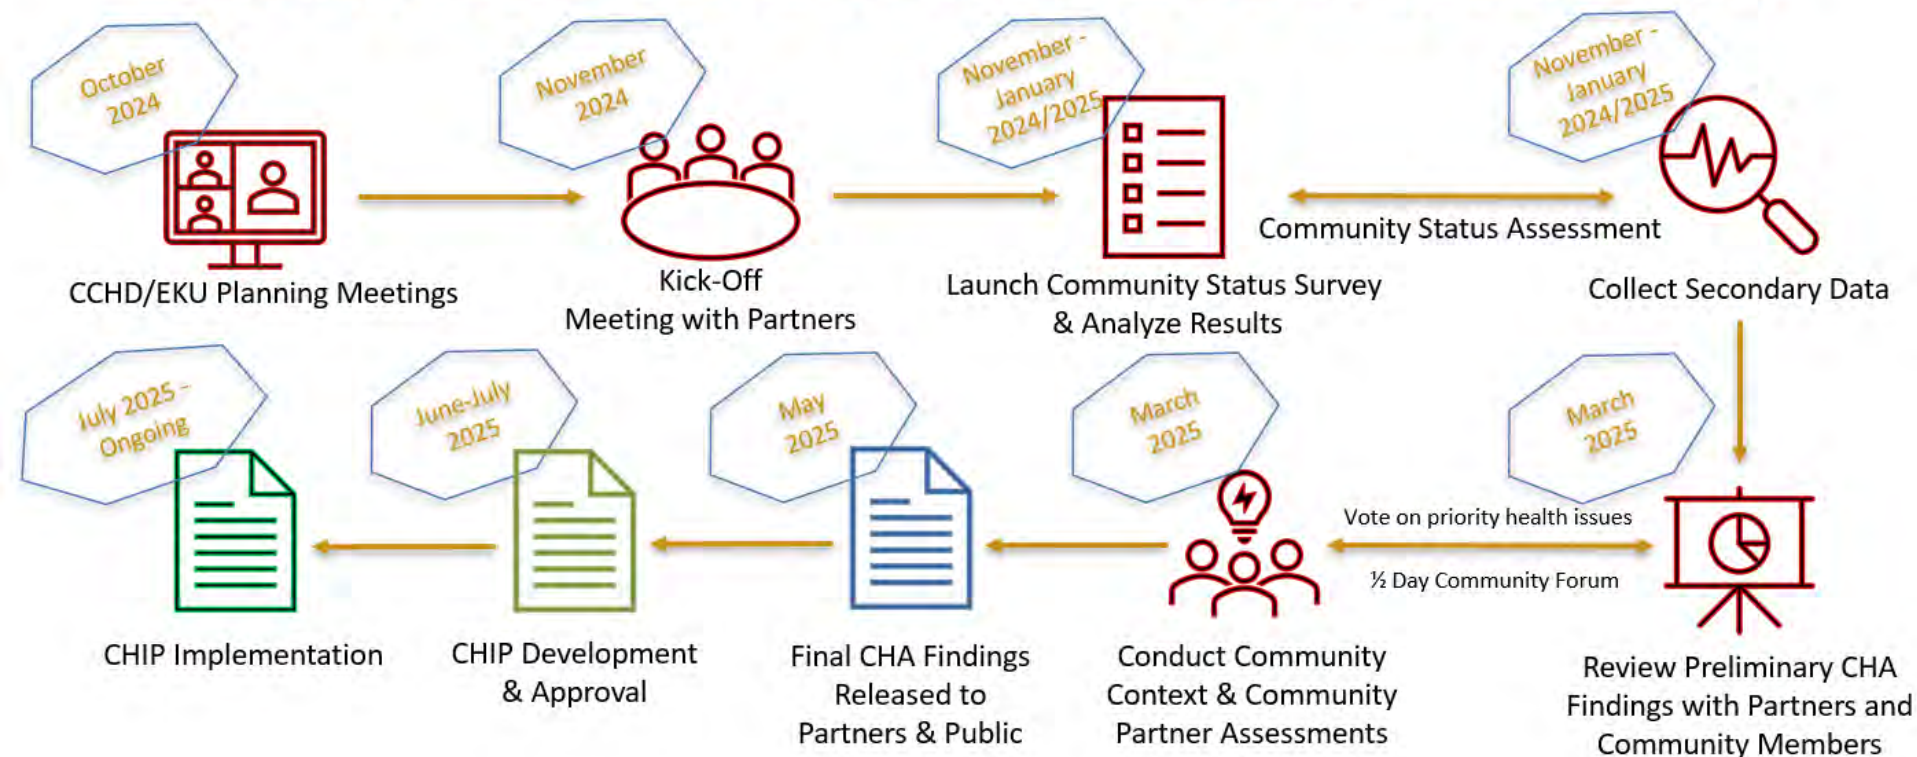 October
2024
CCHD/EKU Planning Meetings
November
2024
Kick-Off
Meeting with Partners
November -
January
2024/2025
Launch Community Status Survey
& Analyze Results
Community Status Assessment
November -
January
2024/2025
Collect Secondary Data
March
2025
Review Preliminary CHA
Findings with Partners and
Community Members
Vote on priority health issues
½ Day Community Forum
March
2025
Conduct Community
Context & Community
Partner Assessments
May
2025
Final CHA Findings
Released to
Partners & Public
June-July
2025
CHIP Development
& Approval
July 2025 -
Ongoing
CHIP Implementation